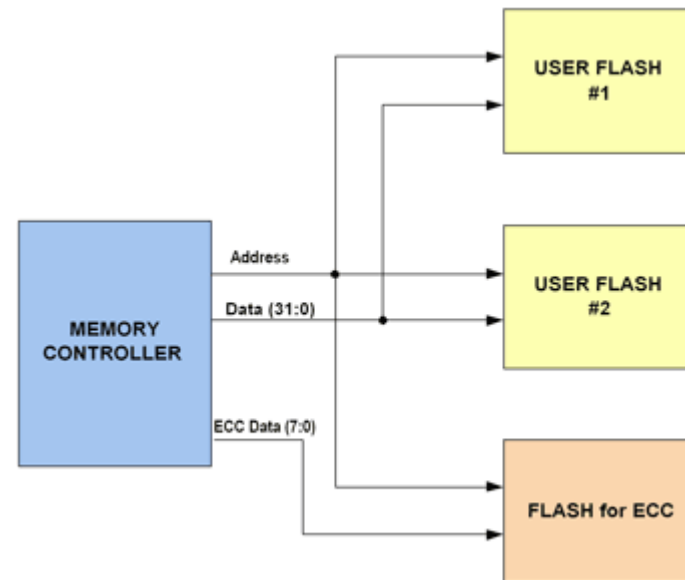 USER FLASH
#1
Address
Data (31:0)
MEMORY
CONTROLLER
USER FLASH
#2
ECC Data (7:0)
FLASH for ECC